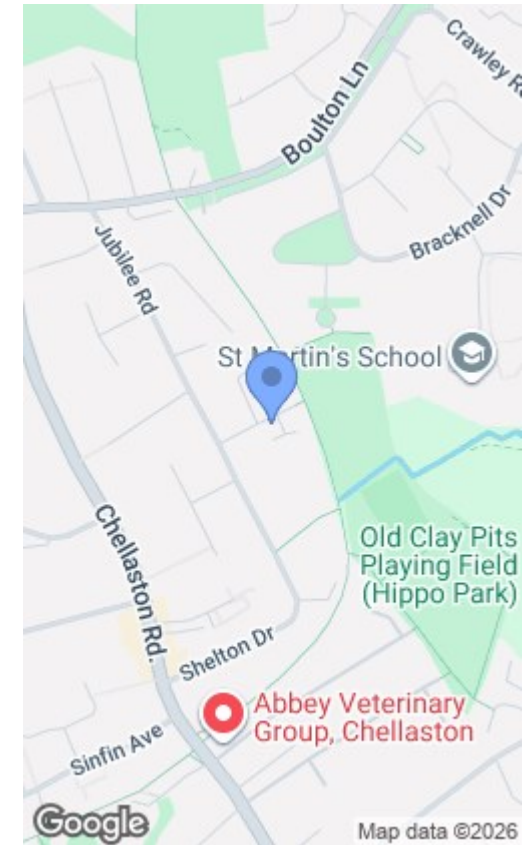 Crawley Rd
Boulton Ln
Bracknell Dr
Jubilee Rd
St Martin's School
Old Clay Pits
Playing Field
(Hippo Park)
Chellaston Rd.
Shelton Dr
Abbey Veterinary
Group, Chellaston
Sinfin Ave
Google
Map data ©2026